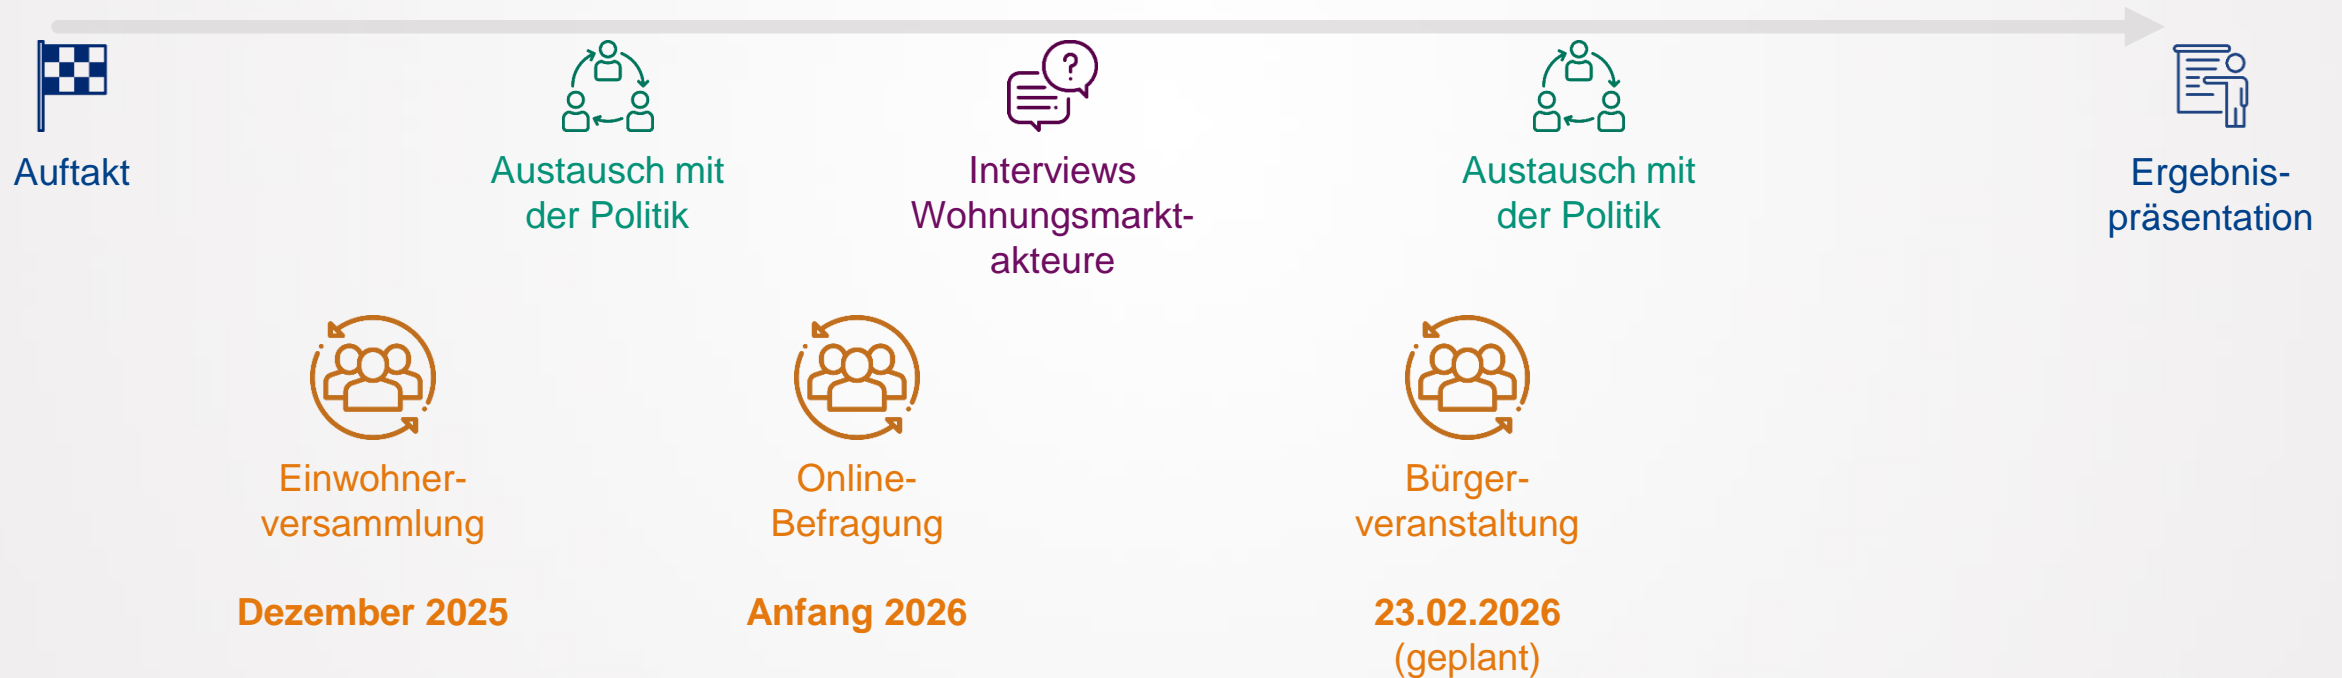 Auftakt
Austausch mit
der Politik
Interviews
Wohnungsmarkt-
akteure
Austausch mit
der Politik
Ergebnis-
präsentation
Einwohner-
versammlung
Dezember 2025
Online-
Befragung
Anfang 2026
Bürger-
veranstaltung
23.02.2026
(geplant)